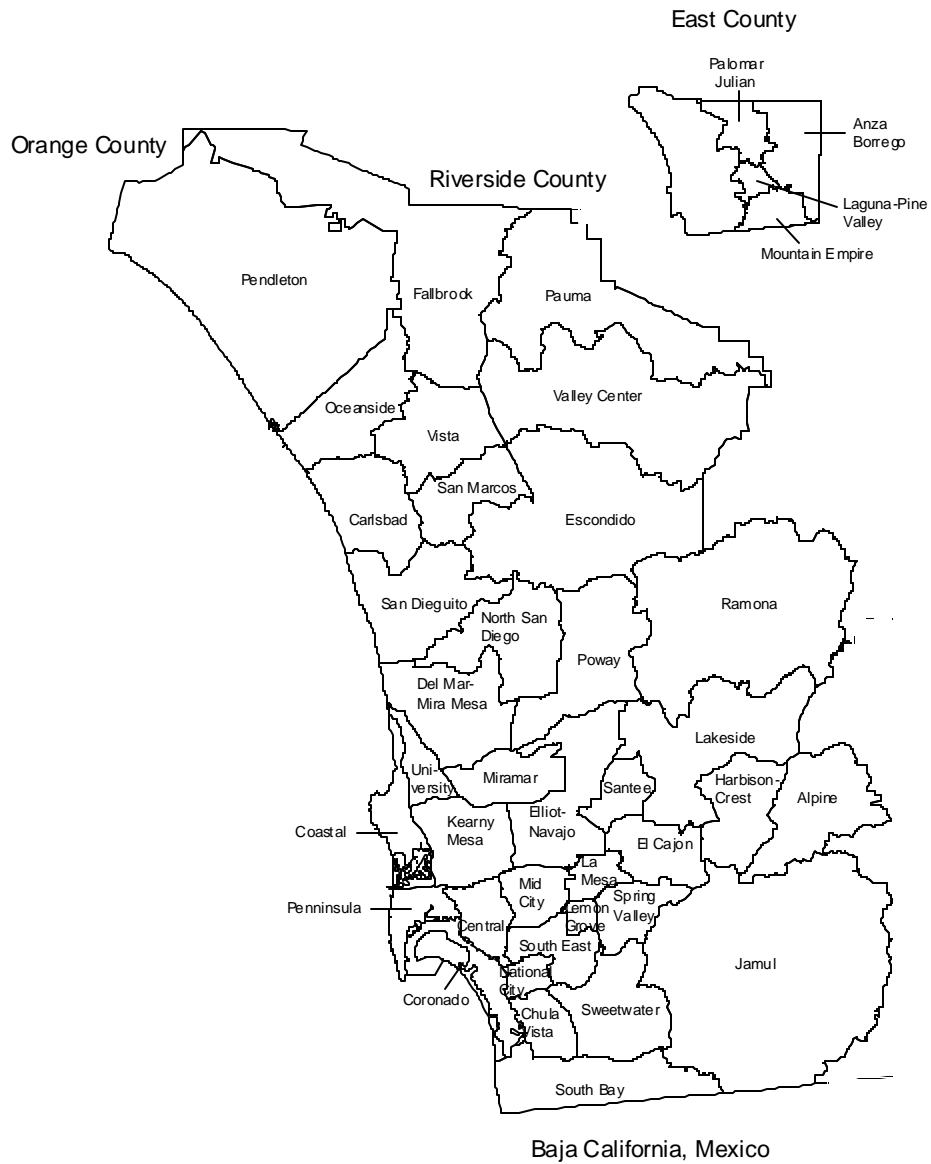 East County
Palomar
Julian
Anza
Borrego
Orange County
Riverside County
Laguna-Pine
Valley
Mountain Empire
Pendleton
Fallbrook
Pauma
Valley Center
Oceanside
Vista
San Marcos
Carlsbad
Escondido
San Dieguito
North San
Diego
Ramona
Poway
Del Mar-
Mira Mesa
Lakeside
Uni-
versity
Miramar
Santee
Harbison-
Crest
Alpine
Coastal
Kearny
Mesa
Elliot-
Navajo
El Cajon
La
Mesa
Mid
City
Spring
Valley
Penninsula
Central
Lemon
Grove
South East
Jamul
National
City
Coronado
Chula
Vista
Sweetwater
South Bay
Baja California, Mexico